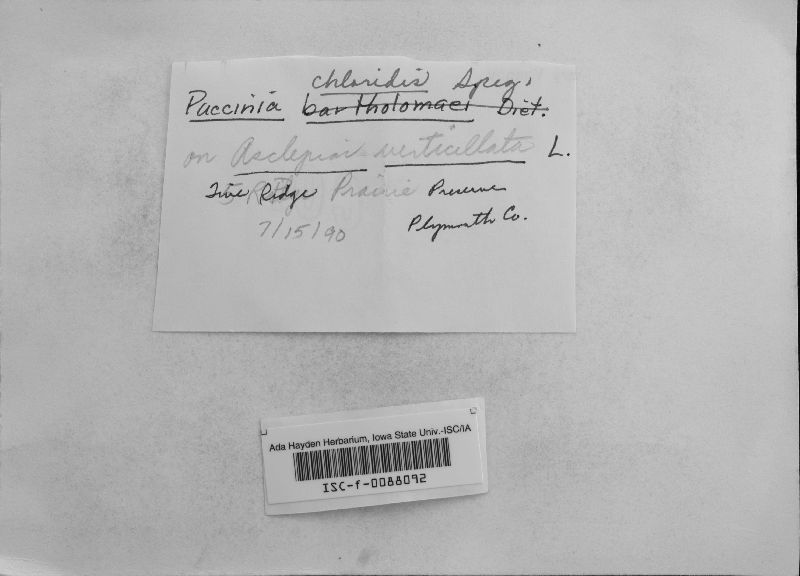 chloridis Speg.
Puccinia bartholomaei Diet.
on Asclepias verticillata L.
Five Ridge Prairie Preserve
7/15/90 Plymouth Co.
Ada Hayden Herbarium, Iowa State Univ.-ISC/IA
ISC-f-0088092